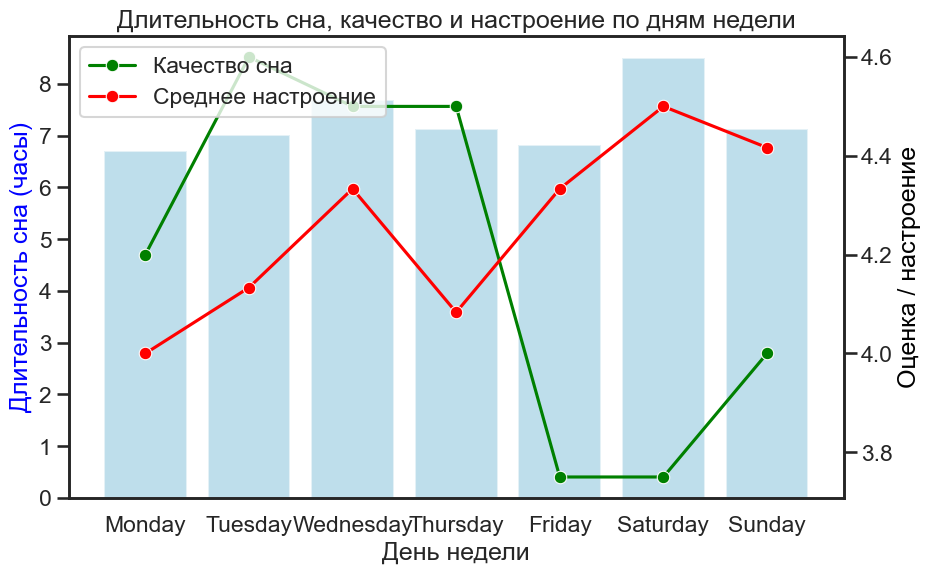 Длительность сна, качество и настроение по дням недели
Качество сна
Среднее настроение
Длительность сна (часы)
8
7
6
5
4
3
2
1
0
4.6
4.4
4.2
4.0
3.8
Оценка / настроение
Monday Tuesday Wednesday Thursday Friday Saturday Sunday
День недели